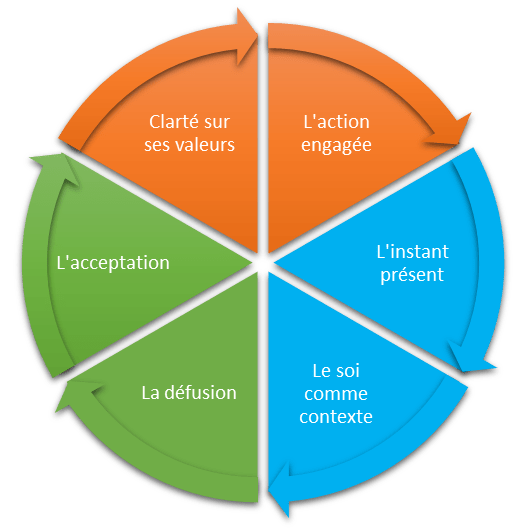 Clarté sur
ses valeurs
L'action
engagée
L'instant
présent
Le soi
comme
contexte
La défusion
L'acceptation